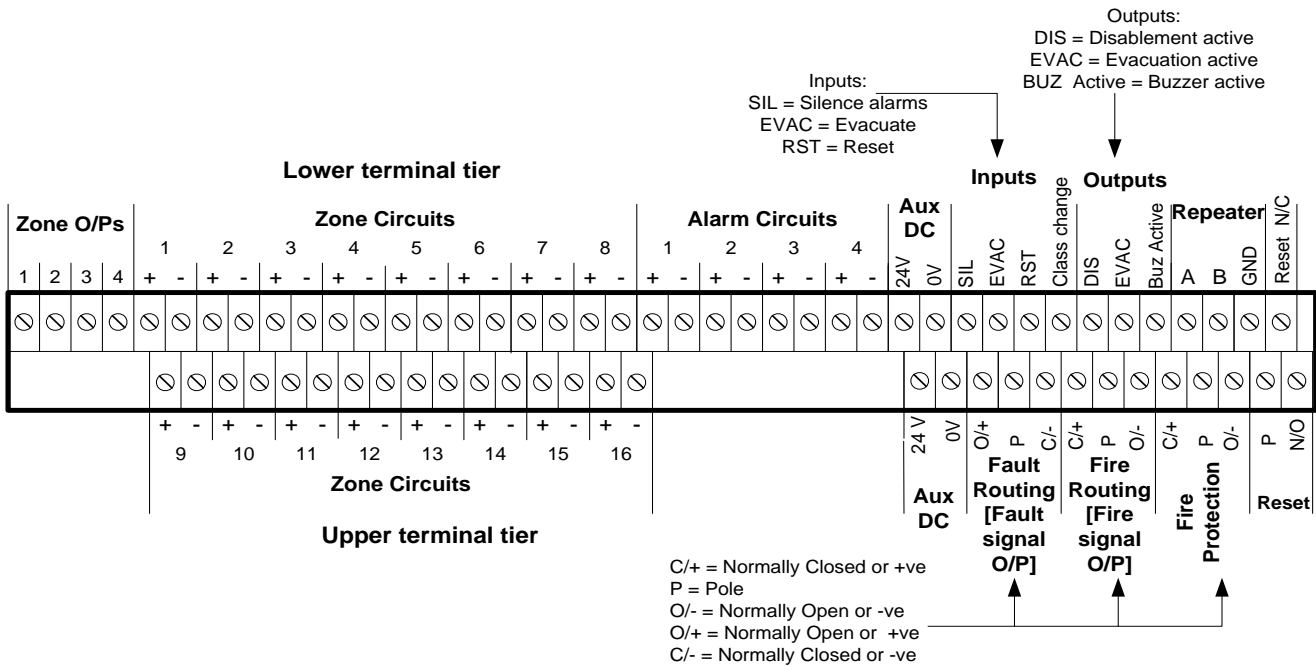 Outputs:
DIS = Disablement active
EVAC = Evacuation active
BUZ Active = Buzzer active
Inputs:
SIL = Silence alarms
EVAC = Evacuate
RST = Reset
Lower terminal tier
Inputs Outputs
Zone O/Ps Zone Circuits Alarm Circuits Aux DC Repeater
1 2 3 4 5 6 7 8 1 2 3 4
1 2 3 4 + - + - + - + - + - + - + - + - + - + - + - + - 24V 0V SIL EVAC RST Class change DIS EVAC Buz Active A B GND Reset N/C
+ - + - + - + - + - + - + - + - 24 V 0V O/+ P C/- C/+ P O/- C/+ P O/- P N/O
9 10 11 12 13 14 15 16
Zone Circuits
Upper terminal tier
Aux
DC
Fault
Routing
[Fault
signal
O/P]
Fire
Routing
[Fire
signal
O/P]
Fire
Protection
Reset
C/+ = Normally Closed or +ve
P = Pole
O/- = Normally Open or -ve
O/+ = Normally Open or +ve
C/- = Normally Closed or -ve